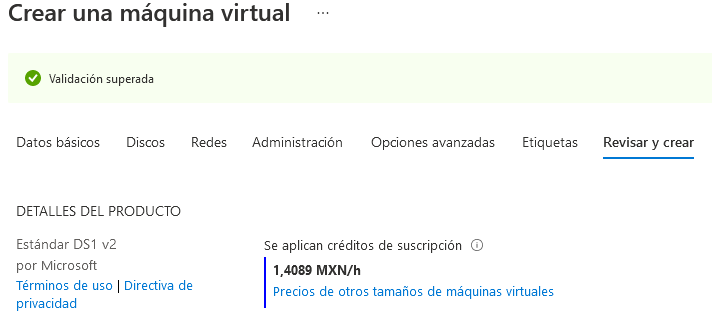 Crear una máquina virtual ...
Validación superada
Datos básicos Discos Redes Administración Opciones avanzadas Etiquetas Revisar y crear
DETALLES DEL PRODUCTO
Estándar DS1 v2
por Microsoft
Términos de uso | Directiva de
privacidad
Se aplican créditos de suscripción
1,4089 MXN/h
Precios de otros tamaños de máquinas virtuales